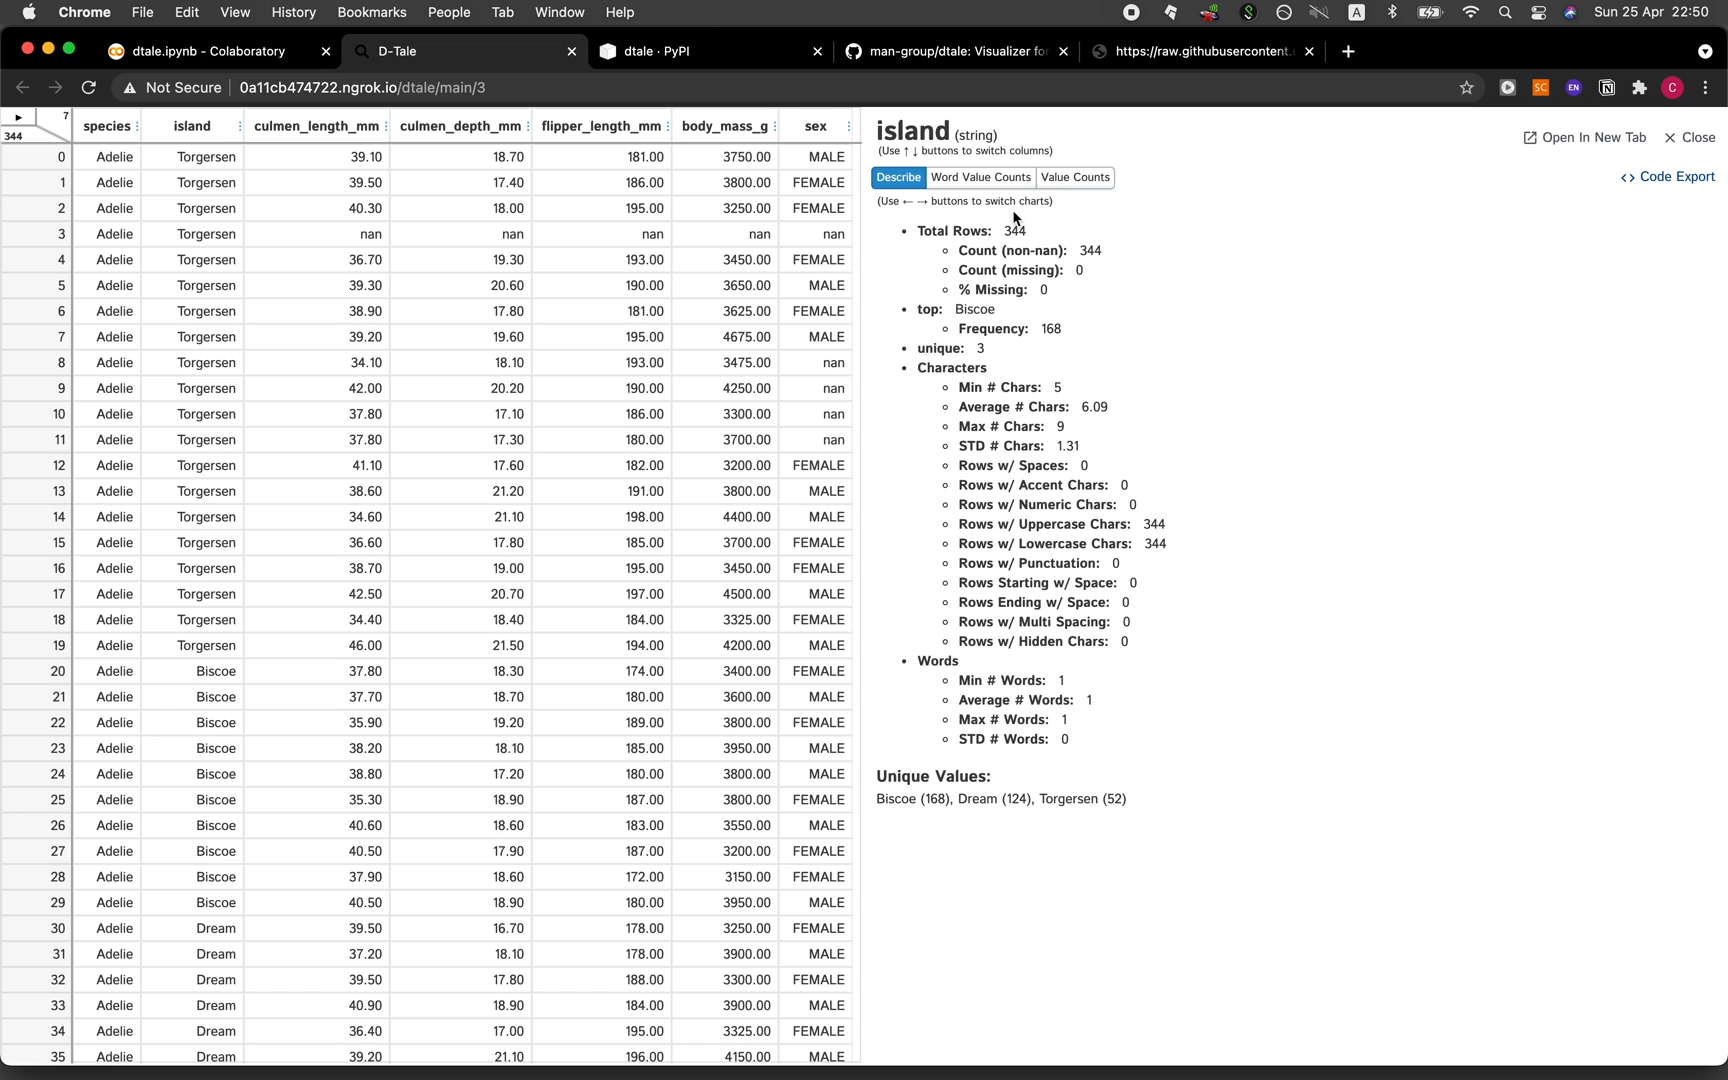 Chrome File Edit View History Bookmarks People Tab Window Help A Sun 25 Apr 22:50
dtale.ipynb - Colaboratory D-Tale dtale · PyPI man-group/dtale: Visualizer for https://raw.githubusercontent.
Not Secure 0a11cb474722.ngrok.io/dtale/main/3 SC EN C
7
344
species island culmen_length_mm culmen_depth_mm flipper_length_mm body_mass_g sex
0 Adelie Torgersen 39.10 18.70 181.00 3750.00 MALE
1 Adelie Torgersen 39.50 17.40 186.00 3800.00 FEMALE
2 Adelie Torgersen 40.30 18.00 195.00 3250.00 FEMALE
3 Adelie Torgersen nan nan nan nan nan
4 Adelie Torgersen 36.70 19.30 193.00 3450.00 FEMALE
5 Adelie Torgersen 39.30 20.60 190.00 3650.00 MALE
6 Adelie Torgersen 38.90 17.80 181.00 3625.00 FEMALE
7 Adelie Torgersen 39.20 19.60 195.00 4675.00 MALE
8 Adelie Torgersen 34.10 18.10 193.00 3475.00 nan
9 Adelie Torgersen 42.00 20.20 190.00 4250.00 nan
10 Adelie Torgersen 37.80 17.10 186.00 3300.00 nan
11 Adelie Torgersen 37.80 17.30 180.00 3700.00 nan
12 Adelie Torgersen 41.10 17.60 182.00 3200.00 FEMALE
13 Adelie Torgersen 38.60 21.20 191.00 3800.00 MALE
14 Adelie Torgersen 34.60 21.10 198.00 4400.00 MALE
15 Adelie Torgersen 36.60 17.80 185.00 3700.00 FEMALE
16 Adelie Torgersen 38.70 19.00 195.00 3450.00 FEMALE
17 Adelie Torgersen 42.50 20.70 197.00 4500.00 MALE
18 Adelie Torgersen 34.40 18.40 184.00 3325.00 FEMALE
19 Adelie Torgersen 46.00 21.50 194.00 4200.00 MALE
20 Adelie Biscoe 37.80 18.30 174.00 3400.00 FEMALE
21 Adelie Biscoe 37.70 18.70 180.00 3600.00 MALE
22 Adelie Biscoe 35.90 19.20 189.00 3800.00 FEMALE
23 Adelie Biscoe 38.20 18.10 185.00 3950.00 MALE
24 Adelie Biscoe 38.80 17.20 180.00 3800.00 MALE
25 Adelie Biscoe 35.30 18.90 187.00 3800.00 FEMALE
26 Adelie Biscoe 40.60 18.60 183.00 3550.00 MALE
27 Adelie Biscoe 40.50 17.90 187.00 3200.00 FEMALE
28 Adelie Biscoe 37.90 18.60 172.00 3150.00 FEMALE
29 Adelie Biscoe 40.50 18.90 180.00 3950.00 MALE
30 Adelie Dream 39.50 16.70 178.00 3250.00 FEMALE
31 Adelie Dream 37.20 18.10 178.00 3900.00 MALE
32 Adelie Dream 39.50 17.80 188.00 3300.00 FEMALE
33 Adelie Dream 40.90 18.90 184.00 3900.00 MALE
34 Adelie Dream 36.40 17.00 195.00 3325.00 FEMALE
35 Adelie Dream 39.20 21.10 196.00 4150.00 MALE
island (string)
Open In New Tab Close
(Use ↑ ↓ buttons to switch columns)
Describe Word Value Counts Value Counts
<> Code Export
(Use ← → buttons to switch charts)
Total Rows: 344
Count (non-nan): 344
Count (missing): 0
% Missing: 0
top: Biscoe
Frequency: 168
unique: 3
Characters
Min # Chars: 5
Average # Chars: 6.09
Max # Chars: 9
STD # Chars: 1.31
Rows w/ Spaces: 0
Rows w/ Accent Chars: 0
Rows w/ Numeric Chars: 0
Rows w/ Uppercase Chars: 344
Rows w/ Lowercase Chars: 344
Rows w/ Punctuation: 0
Rows Starting w/ Space: 0
Rows Ending w/ Space: 0
Rows w/ Multi Spacing: 0
Rows w/ Hidden Chars: 0
Words
Min # Words: 1
Average # Words: 1
Max # Words: 1
STD # Words: 0
Unique Values:
Biscoe (168), Dream (124), Torgersen (52)